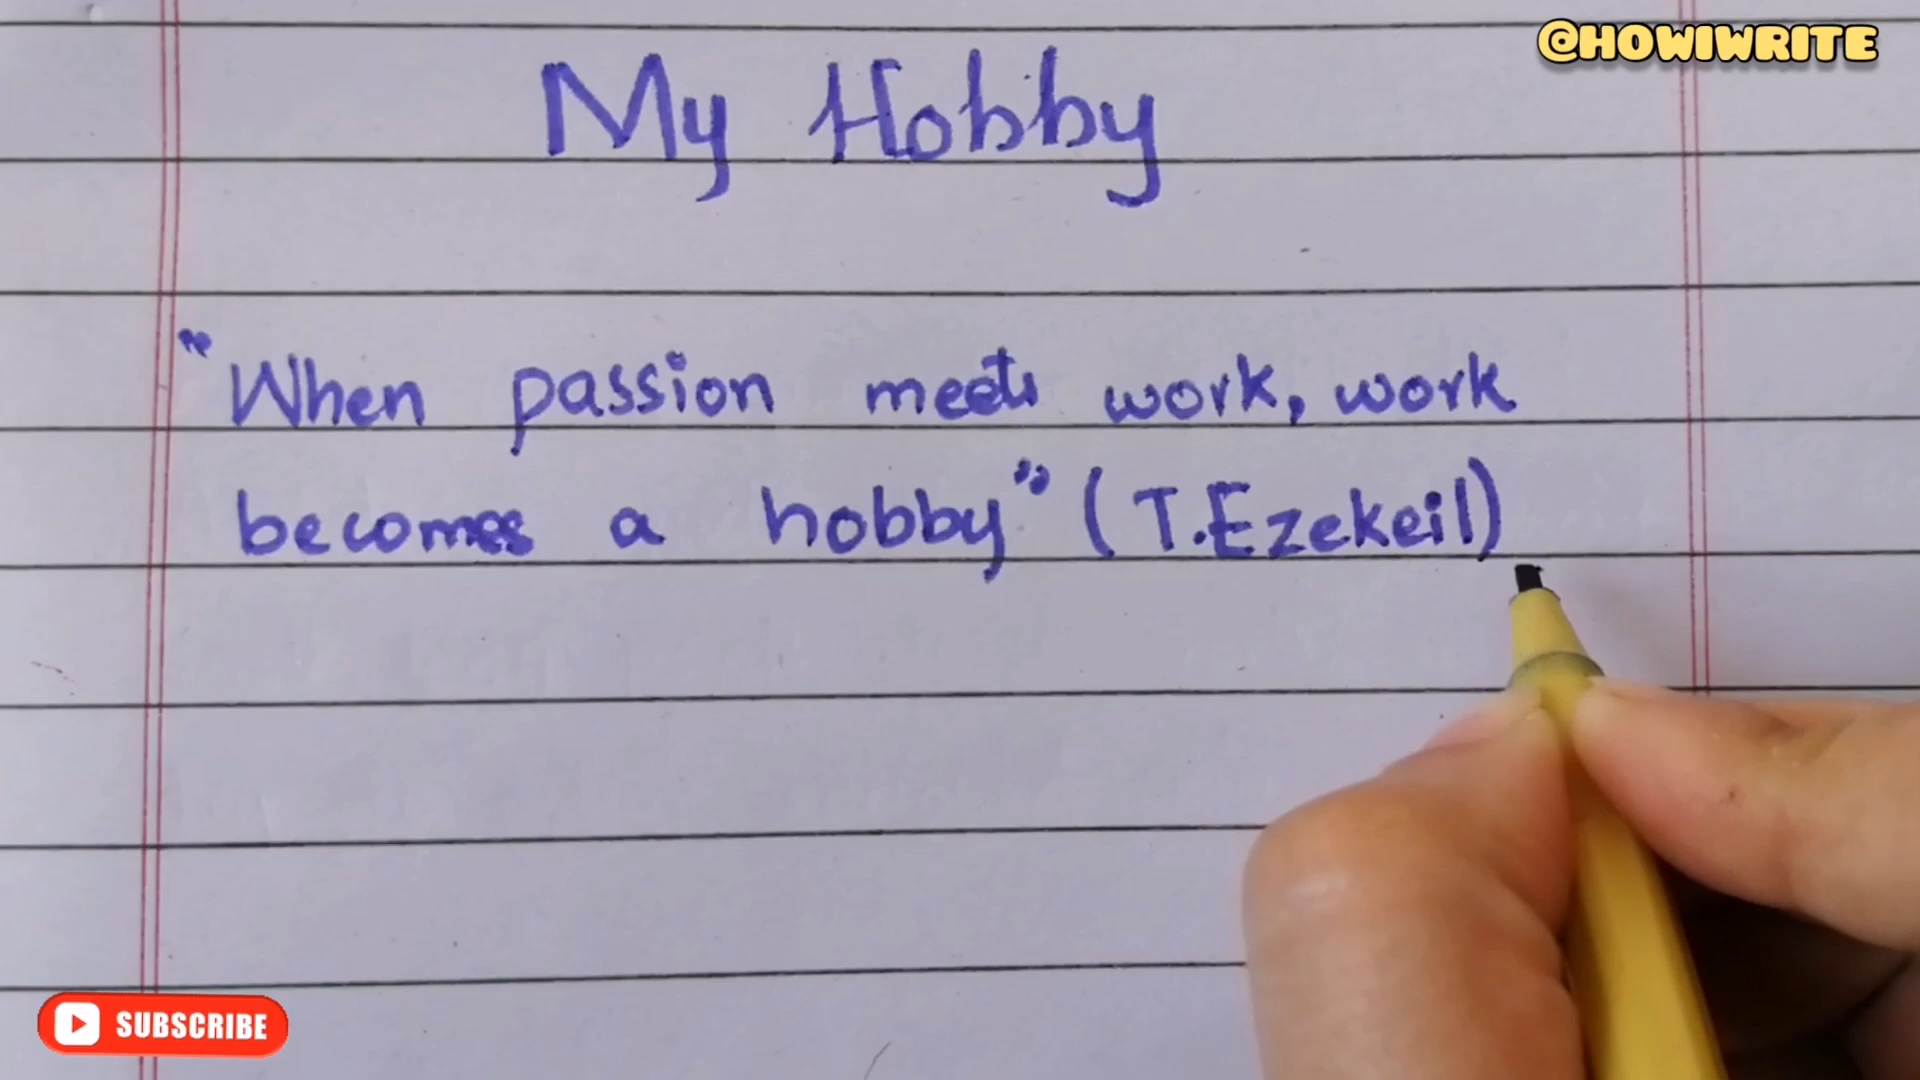 @HOWIWRITE
My Hobby
"When passion meets work, work
becomes a hobby" (T.Ezekeil)
SUBSCRIBE